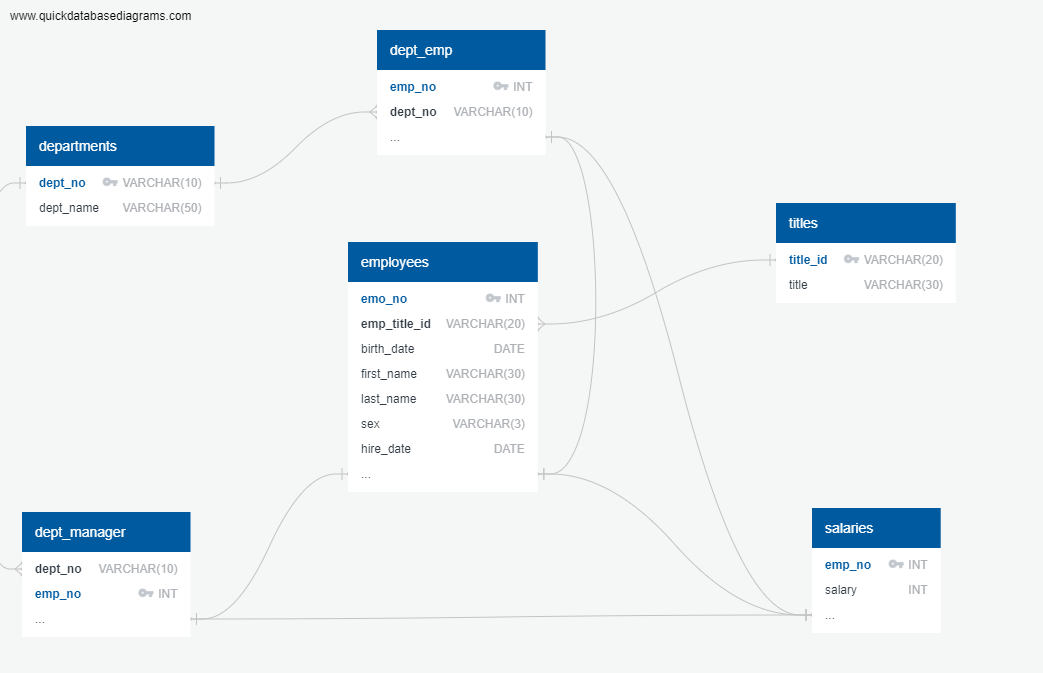 www.quickdatabasediagrams.com
dept_emp
emp_no INT
dept_no VARCHAR(10)
...
departments
dept_no VARCHAR(10)
dept_name VARCHAR(50)
titles
title_id VARCHAR(20)
title VARCHAR(30)
employees
emo_no INT
emp_title_id VARCHAR(20)
birth_date DATE
first_name VARCHAR(30)
last_name VARCHAR(30)
sex VARCHAR(3)
hire_date DATE
...
dept_manager
dept_no VARCHAR(10)
emp_no INT
...
salaries
emp_no INT
salary INT
...